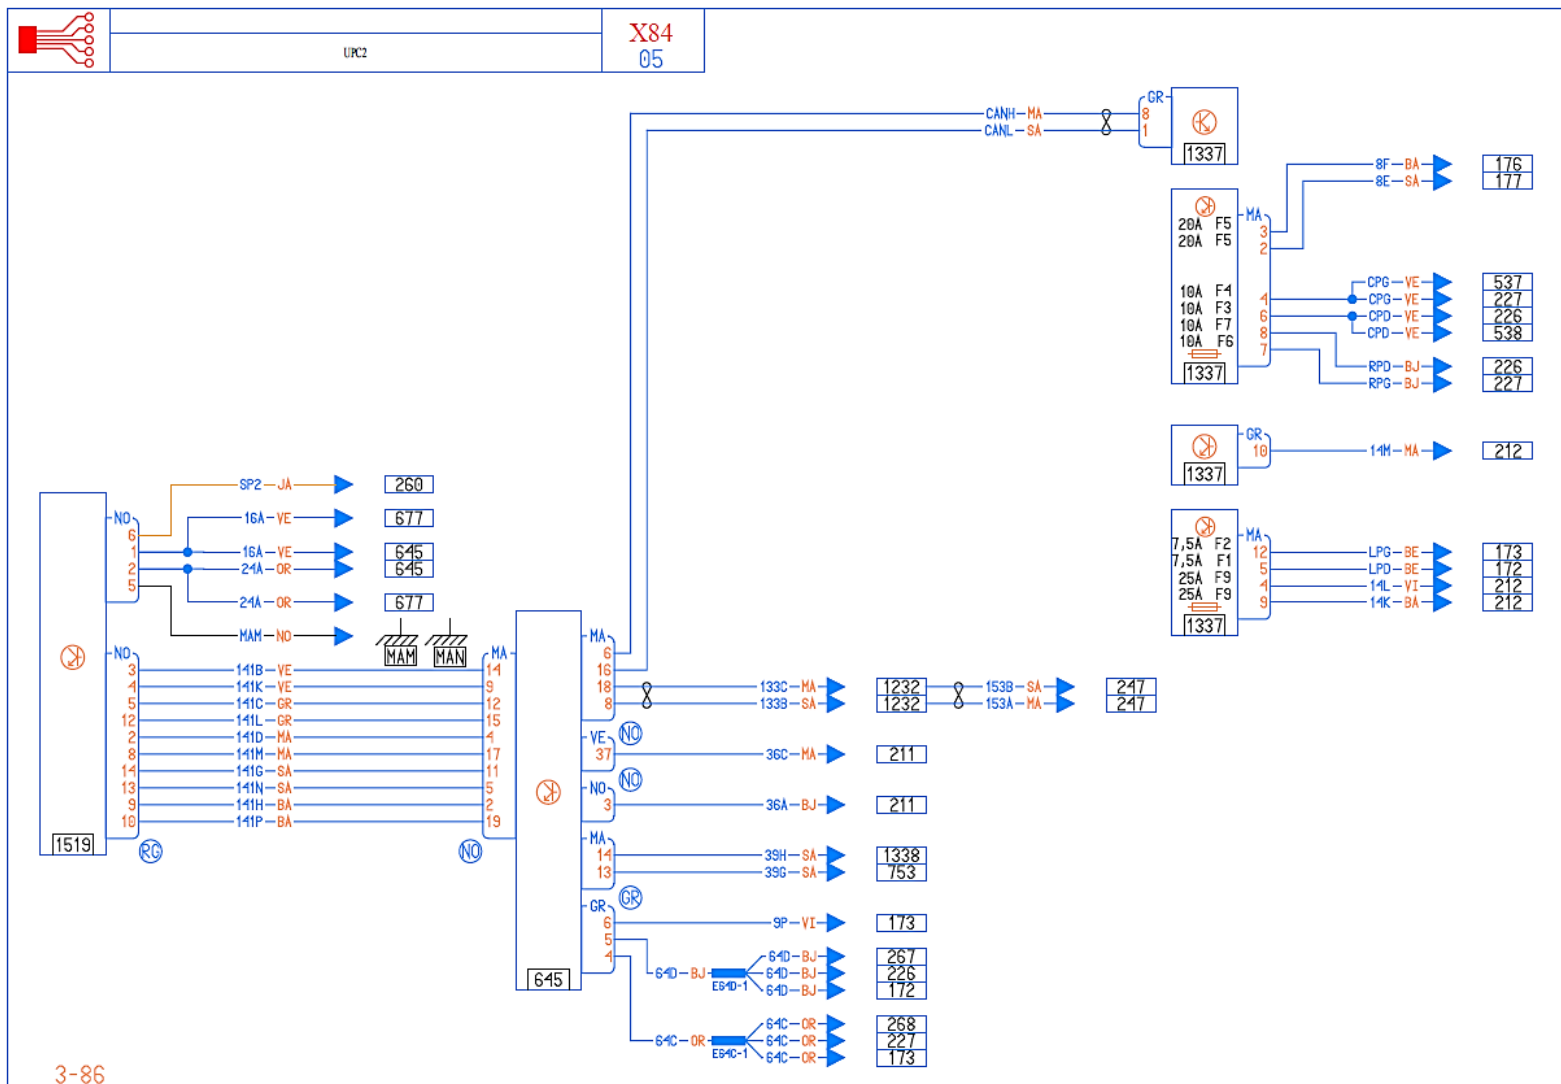 UPC2
X84
05
CANH MA
CANL SA
GR
8
1
1337
8F BA 176
8E SA 177
MA
20A F5 3
20A F5 2
CPG VE 537
10A F4 4 CPG VE 227
10A F3 6 CPD VE 226
10A F7 8 CPD VE 538
10A F6 7
1337
RPD BJ 226
RPG BJ 227
GR
10 14M MA 212
1337
MA
7,5A F2 12 LPG BE 173
7,5A F1 5 LPD BE 172
25A F9 4 14L VI 212
25A F9 9 14K BA 212
1337
SP2 JA 260
NO
6
16A VE 677
1 16A VE 645
2 24A OR 645
5
24A OR 677
MAM NO
MAM
MAN
NO
MA
3 141B VE 14
4 141K VE 9
5 141C GR 12
12 141L GR 15
2 141D MA 4
8 141M MA 17
14 141G SA 11
13 141N SA 5
9 141H BA 2
10 141P BA 19
1519
RG
NO
MA
6
16
18 133C MA 1232 153B SA 247
8 133B SA 1232 153A MA 247
NO
VE
37 36C MA 211
NO
NO
3 36A BJ 211
MA
14 39H SA 1338
13 39G SA 753
GR
GR
6 9P VI 173
5
4
645
64D BJ E64D-1
64D BJ 267
64D BJ 226
64D BJ 172
64C OR E64C-1
64C OR 268
64C OR 227
64C OR 173
3-86